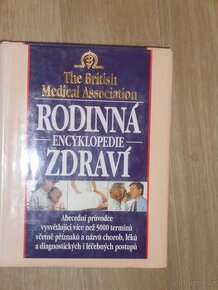 The British
Medical Association
RODINNÁ
ENCYKLOPEDIE
ZDRAVÍ
Abecední průvodce
vysvětlující více než 5000 termínů
včetně příznaků a názvů chorob, léků
a diagnostických i léčebných postupů